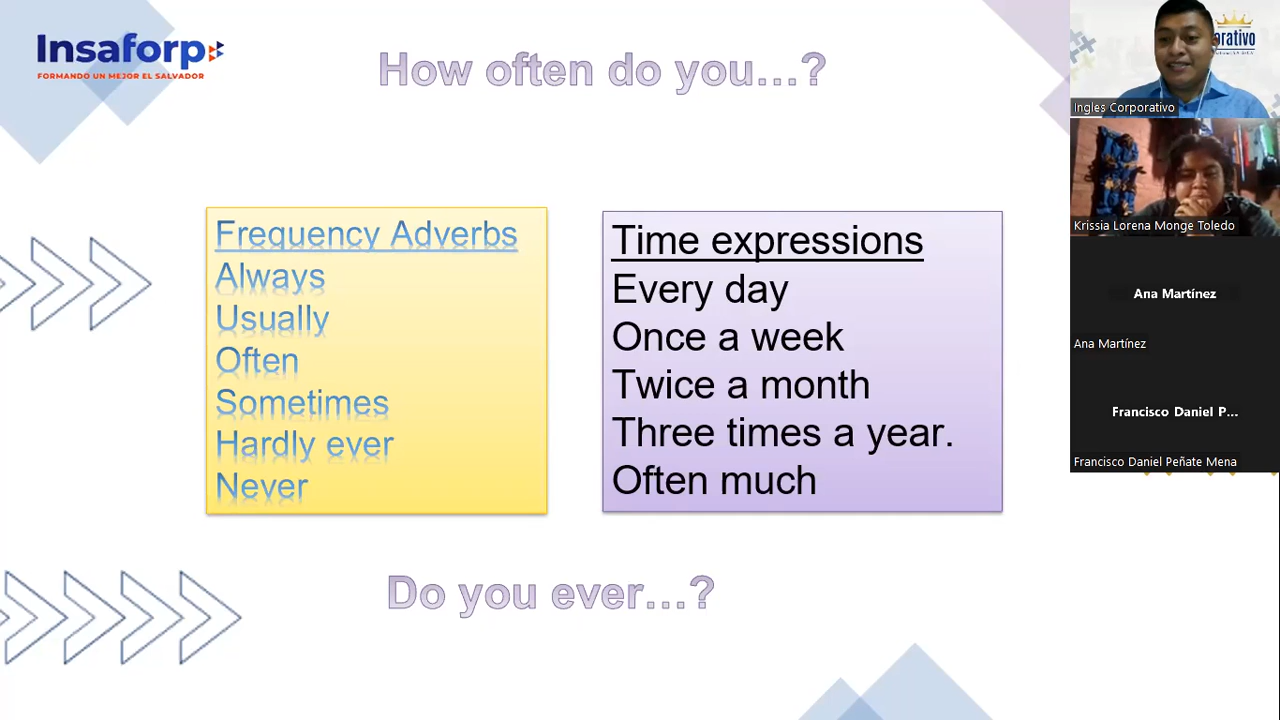 Insaforp
FORMANDO UN MEJOR EL SALVADOR
How often do you...?
Frequency Adverbs
Always
Usually
Often
Sometimes
Hardly ever
Never
Time expressions
Every day
Once a week
Twice a month
Three times a year.
Often much
Do you ever...?
orativo
Ingles Corporativo
Krissia Lorena Monge Toledo
Ana Martínez
Ana Martínez
Francisco Daniel P...
Francisco Daniel Peñate Mena